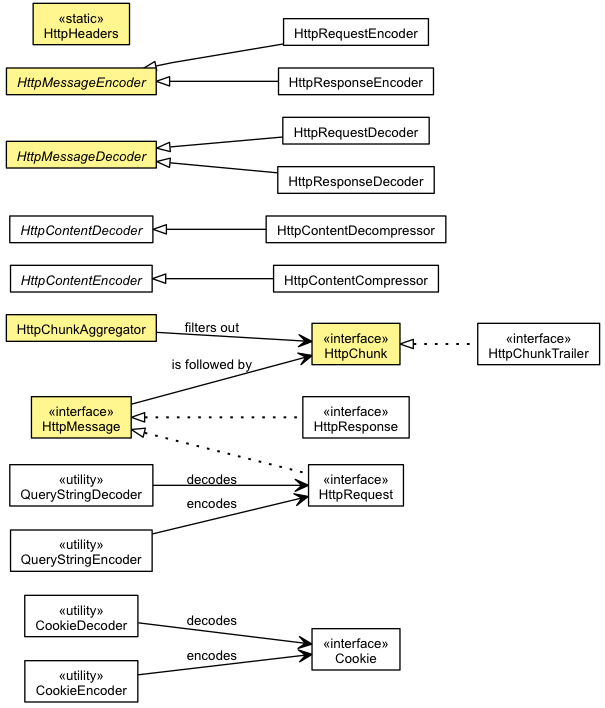 «static»
HttpHeaders
HttpRequestEncoder
HttpMessageEncoder
HttpResponseEncoder
HttpRequestDecoder
HttpMessageDecoder
HttpResponseDecoder
HttpContentDecoder
HttpContentDecompressor
HttpContentEncoder
HttpContentCompressor
HttpChunkAggregator
filters out
«interface»
HttpChunk
«interface»
HttpChunkTrailer
is followed by
«interface»
HttpMessage
«interface»
HttpResponse
«utility»
QueryStringDecoder
decodes
«interface»
HttpRequest
encodes
«utility»
QueryStringEncoder
«utility»
CookieDecoder
decodes
«interface»
Cookie
encodes
«utility»
CookieEncoder